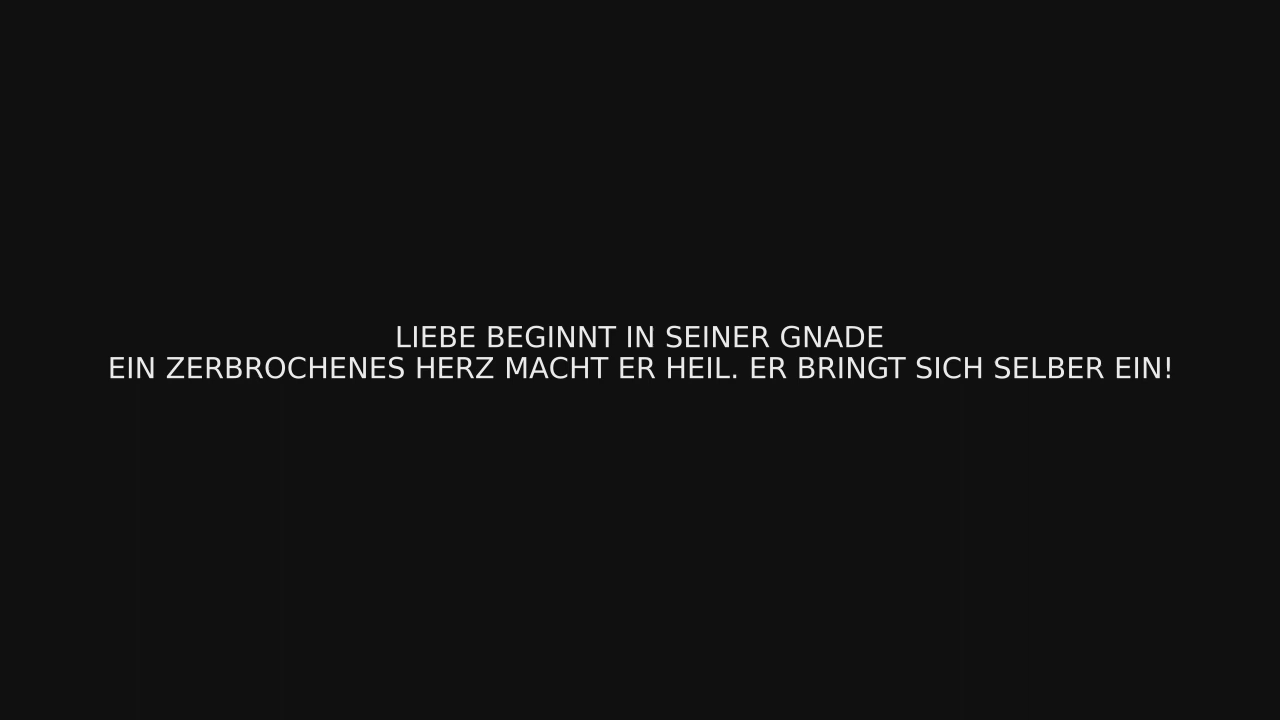 LIEBE BEGINNT IN SEINER GNADE
EIN ZERBROCHENES HERZ MACHT ER HEIL. ER BRINGT SICH SELBER EIN!